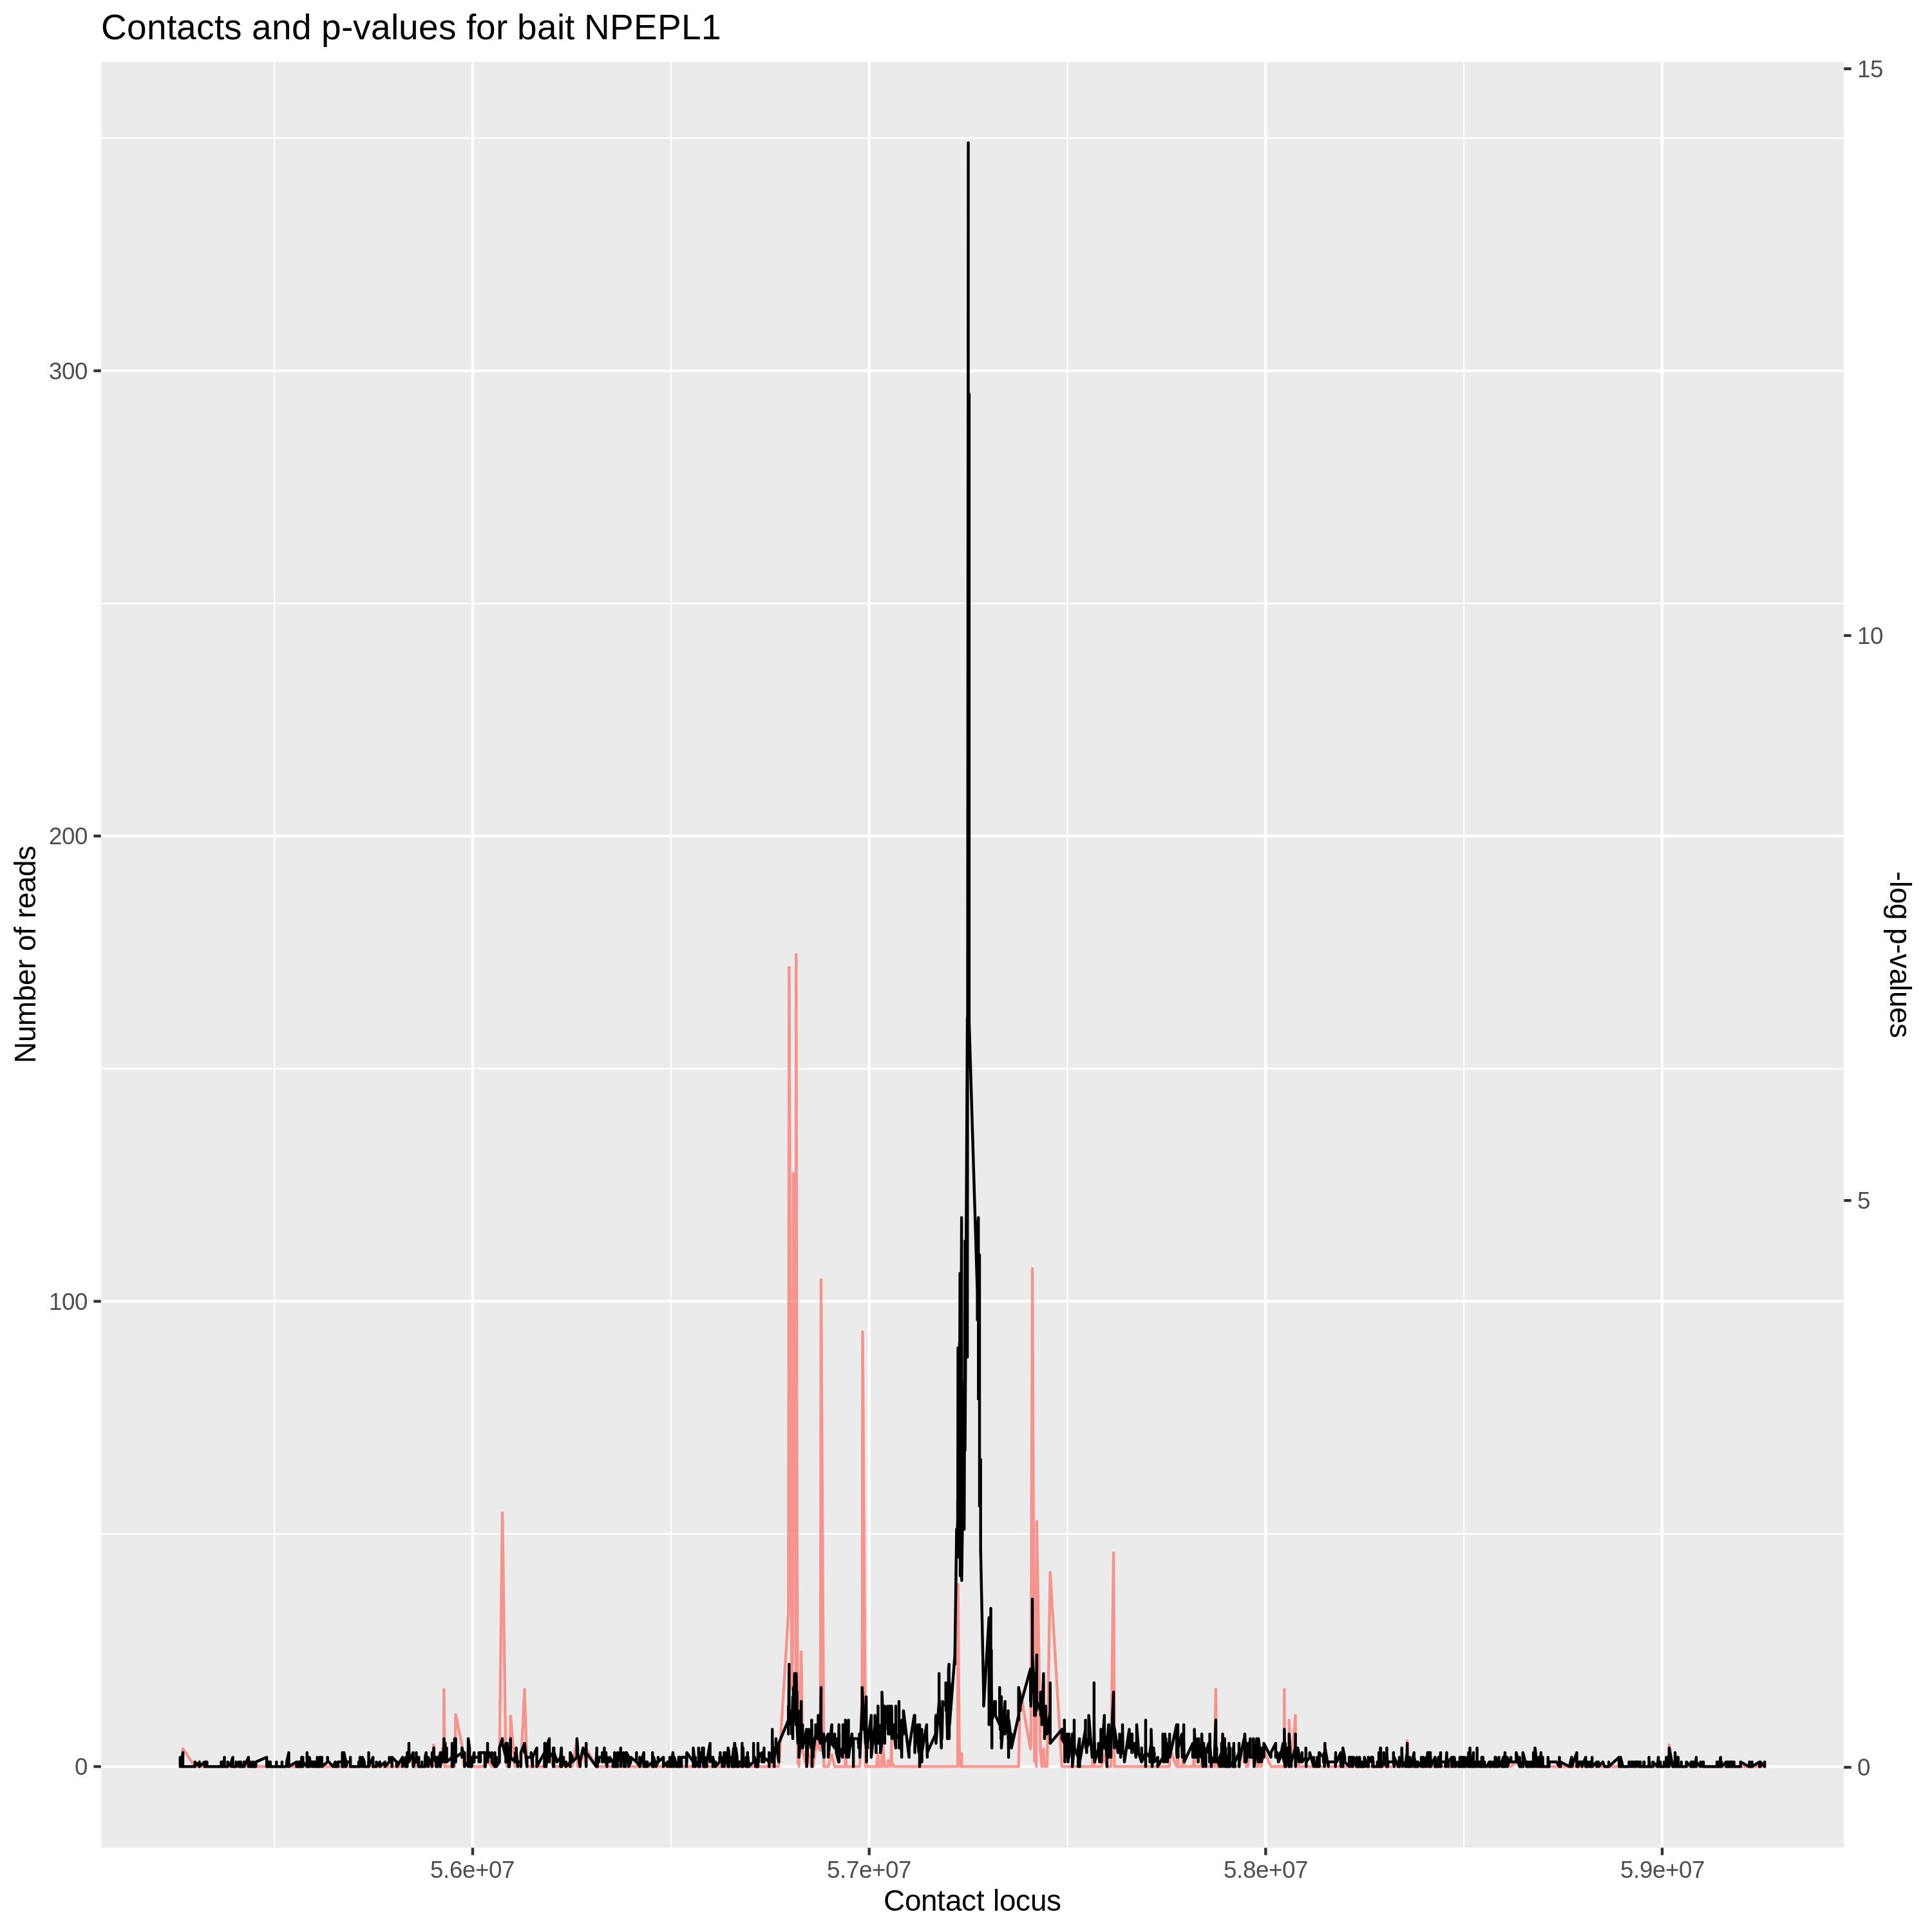 Contacts and p-values for bait NPEPL1
15
300
10
200
Number of reads
-log p-values
5
100
0
0
5.6e+07
5.7e+07
5.8e+07
5.9e+07
Contact locus